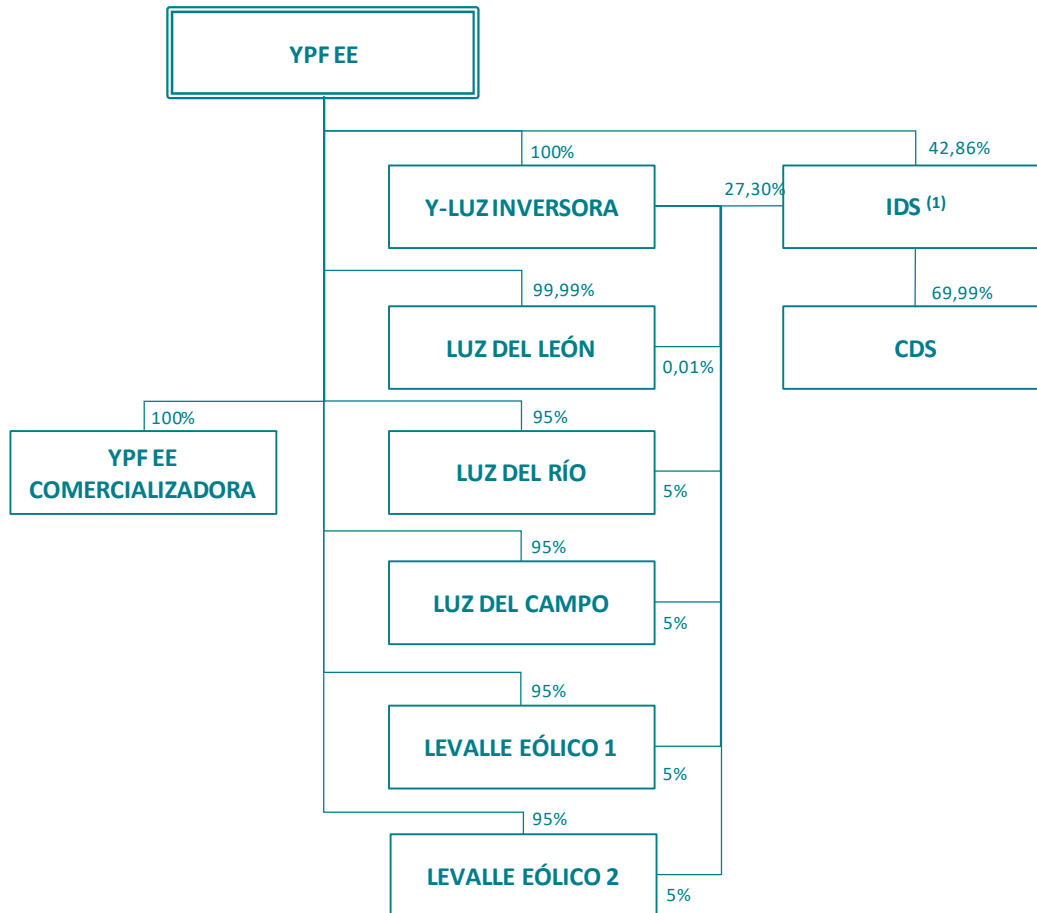 YPF EE
100%
42,86%
Y-LUZ INVERSORA
27,30%
IDS (1)
99,99%
69,99%
LUZ DEL LEÓN
0,01%
CDS
100%
95%
YPF EE
COMERCIALIZADORA
LUZ DEL RÍO
5%
95%
LUZ DEL CAMPO
5%
95%
LEVALLE EÓLICO 1
5%
95%
LEVALLE EÓLICO 2
5%